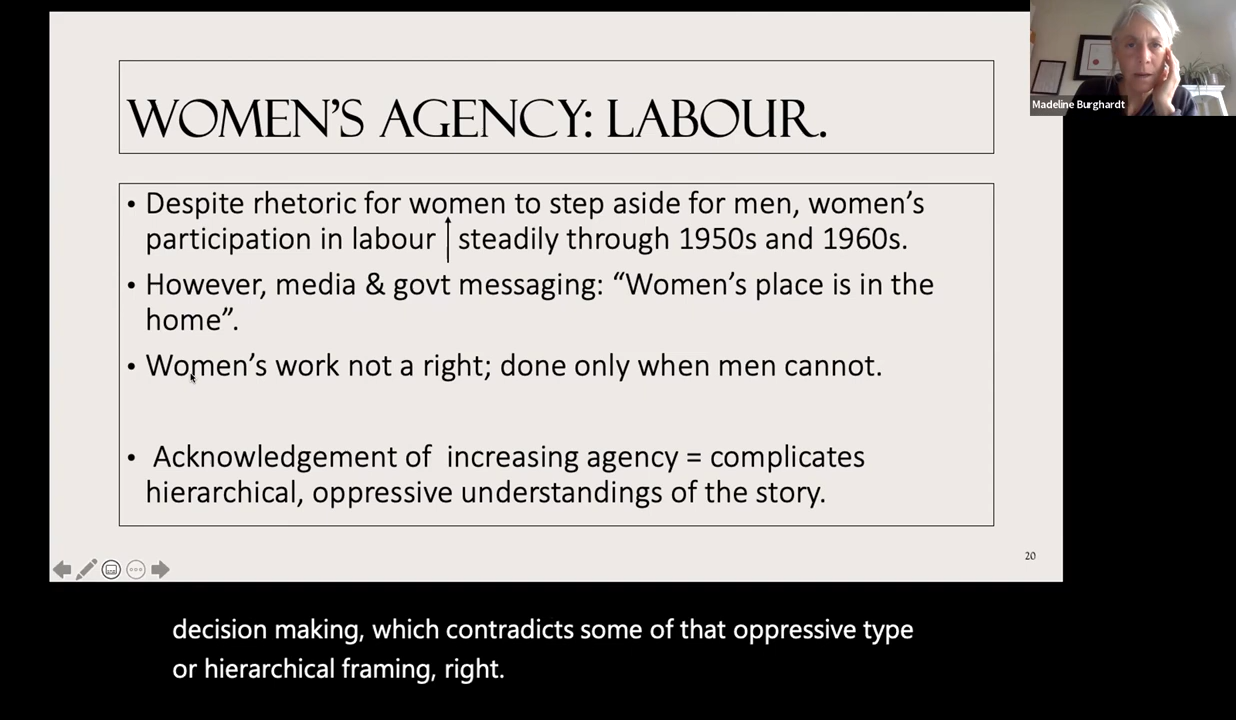 WOMEN'S AGENCY: LABOUR.
Madeline Burghardt
• Despite rhetoric for women to step aside for men, women's
participation in labour ↑ steadily through 1950s and 1960s.
• However, media & govt messaging: “Women's place is in the
home”.
• Women's work not a right; done only when men cannot.
• Acknowledgement of increasing agency = complicates
hierarchical, oppressive understandings of the story.
20
decision making, which contradicts some of that oppressive type
or hierarchical framing, right.